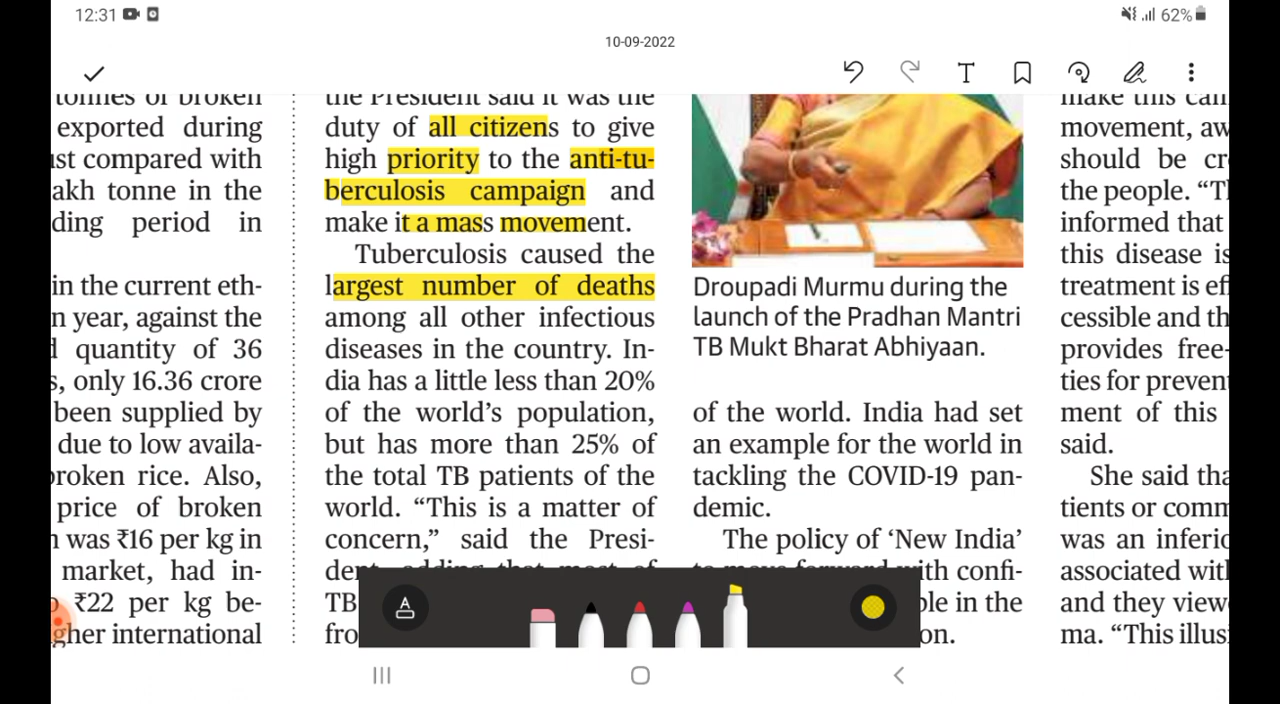 12:31
62%
10-09-2022
T
tonnes of broken
exported during
ust compared with
akh tonne in the
ding period in
in the current eth-
n year, against the
quantity of 36
s, only 16.36 crore
been supplied by
due to low availa-
broken rice. Also,
price of broken
was ₹16 per kg in
market, had in-
₹22 per kg be-
gher international
the President said it was the
duty of all citizens to give
high priority to the anti-tu-
berculosis campaign and
make it a mass movement.
Tuberculosis caused the
largest number of deaths
among all other infectious
diseases in the country. In-
dia has a little less than 20%
of the world's population,
but has more than 25% of
the total TB patients of the
world. “This is a matter of
concern,” said the Presi-
dent, adding that most of
TB
fro
Droupadi Murmu during the
launch of the Pradhan Mantri
TB Mukt Bharat Abhiyaan.
of the world. India had set
an example for the world in
tackling the COVID-19 pan-
demic.
The policy of ‘New India’
to move forward with confi-
ple in the
on.
make this cam
movement, aw
should be cr
the people. “T
informed that
this disease is
treatment is ef
cessible and th
provides free-
ties for preven
ment of this
said.
She said tha
tients or comm
was an inferio
associated wit
and they view
ma. “This illus
A